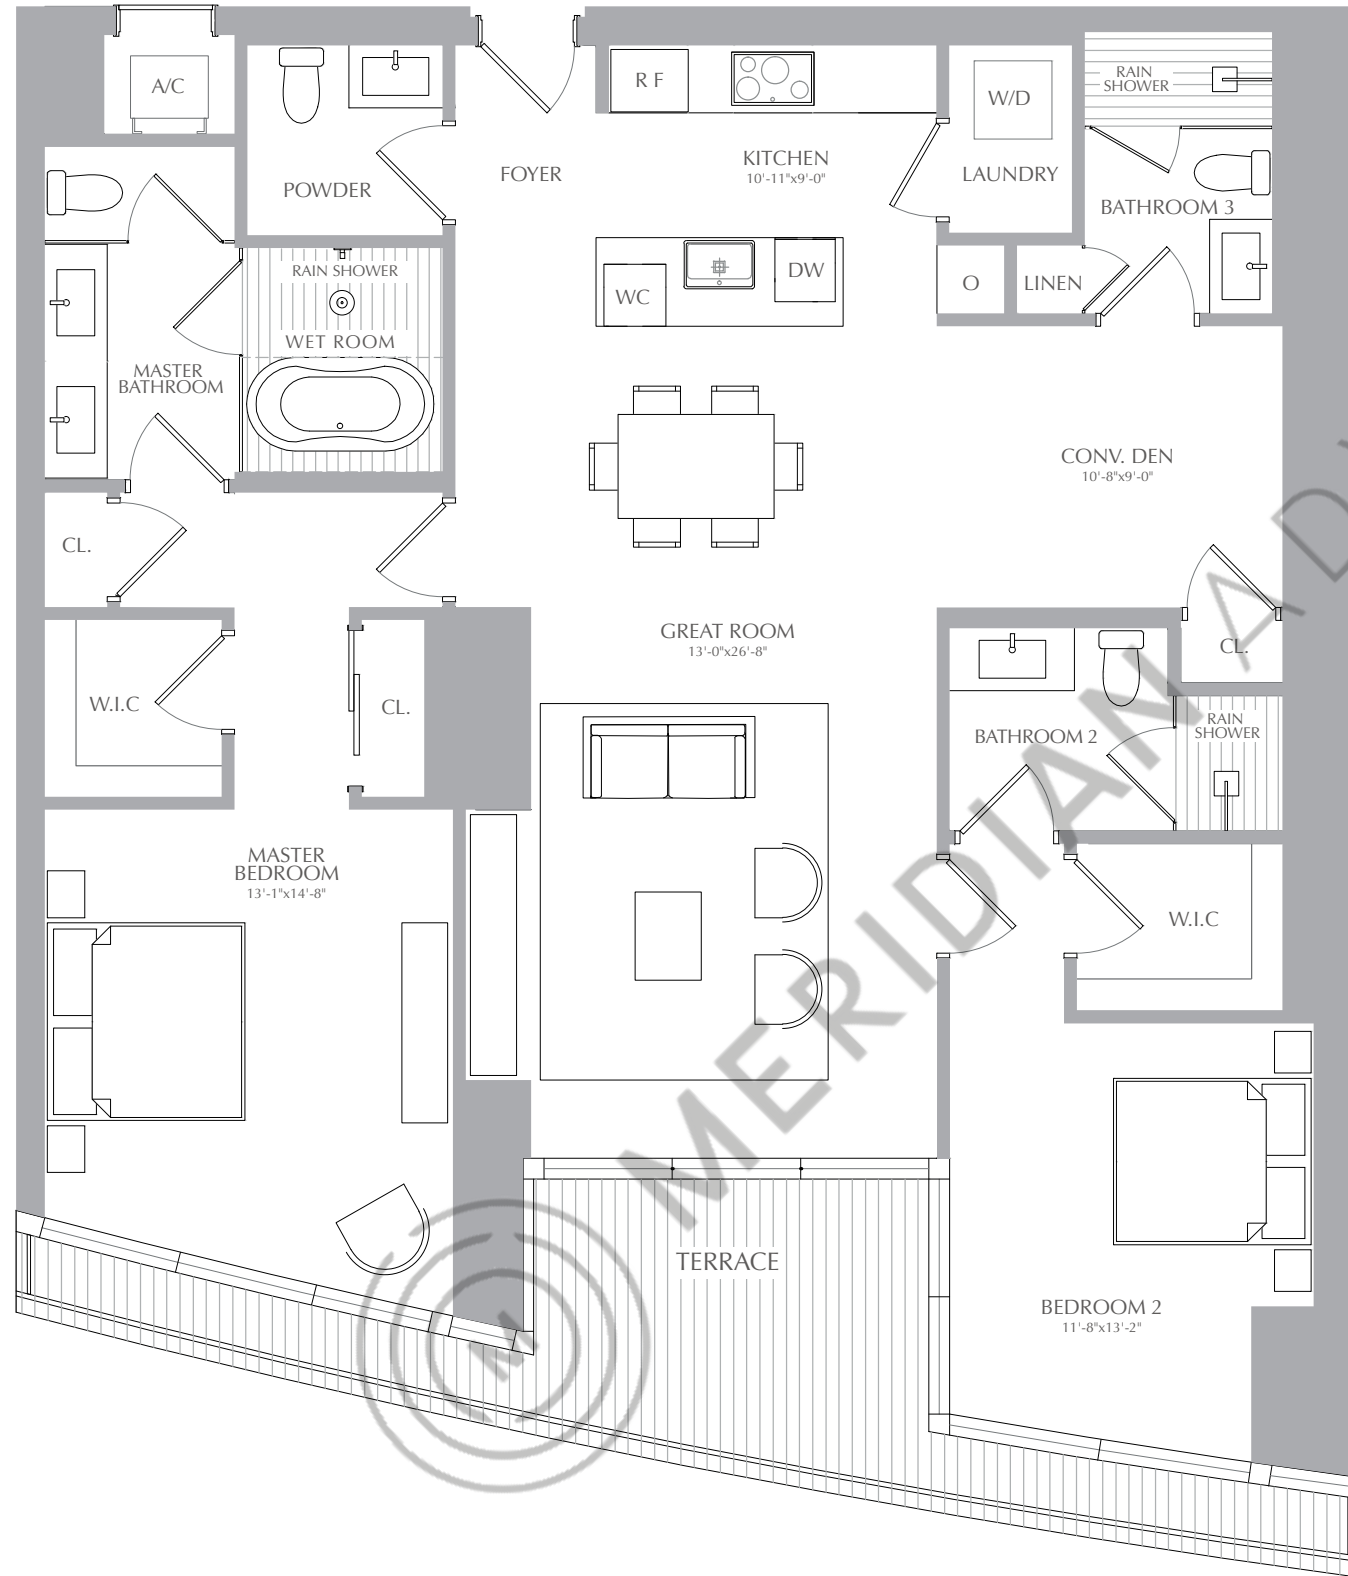 A/C
R F
W/D
RAIN
SHOWER
POWDER
FOYER
KITCHEN
10'-11"x9'-0"
LAUNDRY
BATHROOM 3
RAIN SHOWER
WET ROOM
WC
DW
O
LINEN
MASTER
BATHROOM
CONV. DEN
10'-8"x9'-0"
CL.
GREAT ROOM
13'-0"x26'-8"
CL.
W.I.C
CL.
BATHROOM 2
RAIN
SHOWER
MASTER
BEDROOM
13'-1"x14'-8"
W.I.C
TERRACE
BEDROOM 2
11'-8"x13'-2"
M MERIDIAN AD